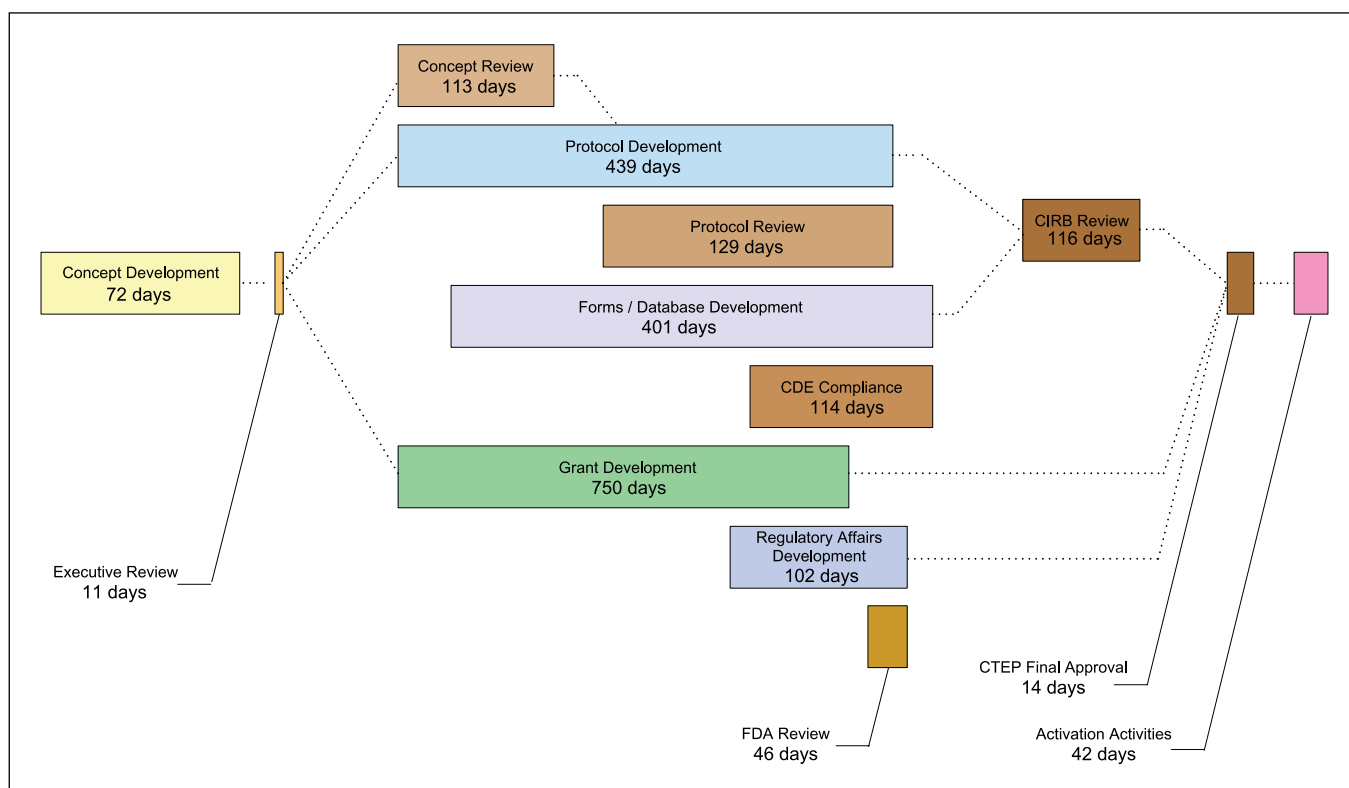 Concept Review
113 days
Protocol Development
439 days
Protocol Review
129 days
CIRB Review
116 days
Concept Development
72 days
Forms / Database Development
401 days
CDE Compliance
114 days
Grant Development
750 days
Regulatory Affairs
Development
102 days
Executive Review
11 days
CTEP Final Approval
14 days
FDA Review
46 days
Activation Activities
42 days